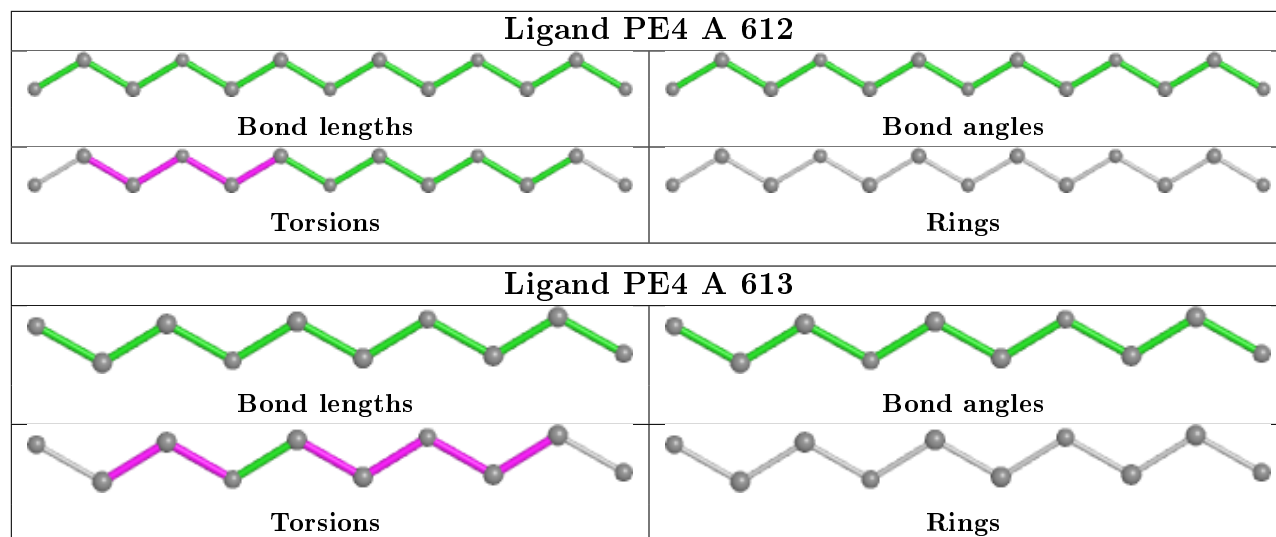 Ligand PE4 A 612
Bond lengths
Bond angles
Torsions
Rings
Ligand PE4 A 613
Bond lengths
Bond angles
Torsions
Rings